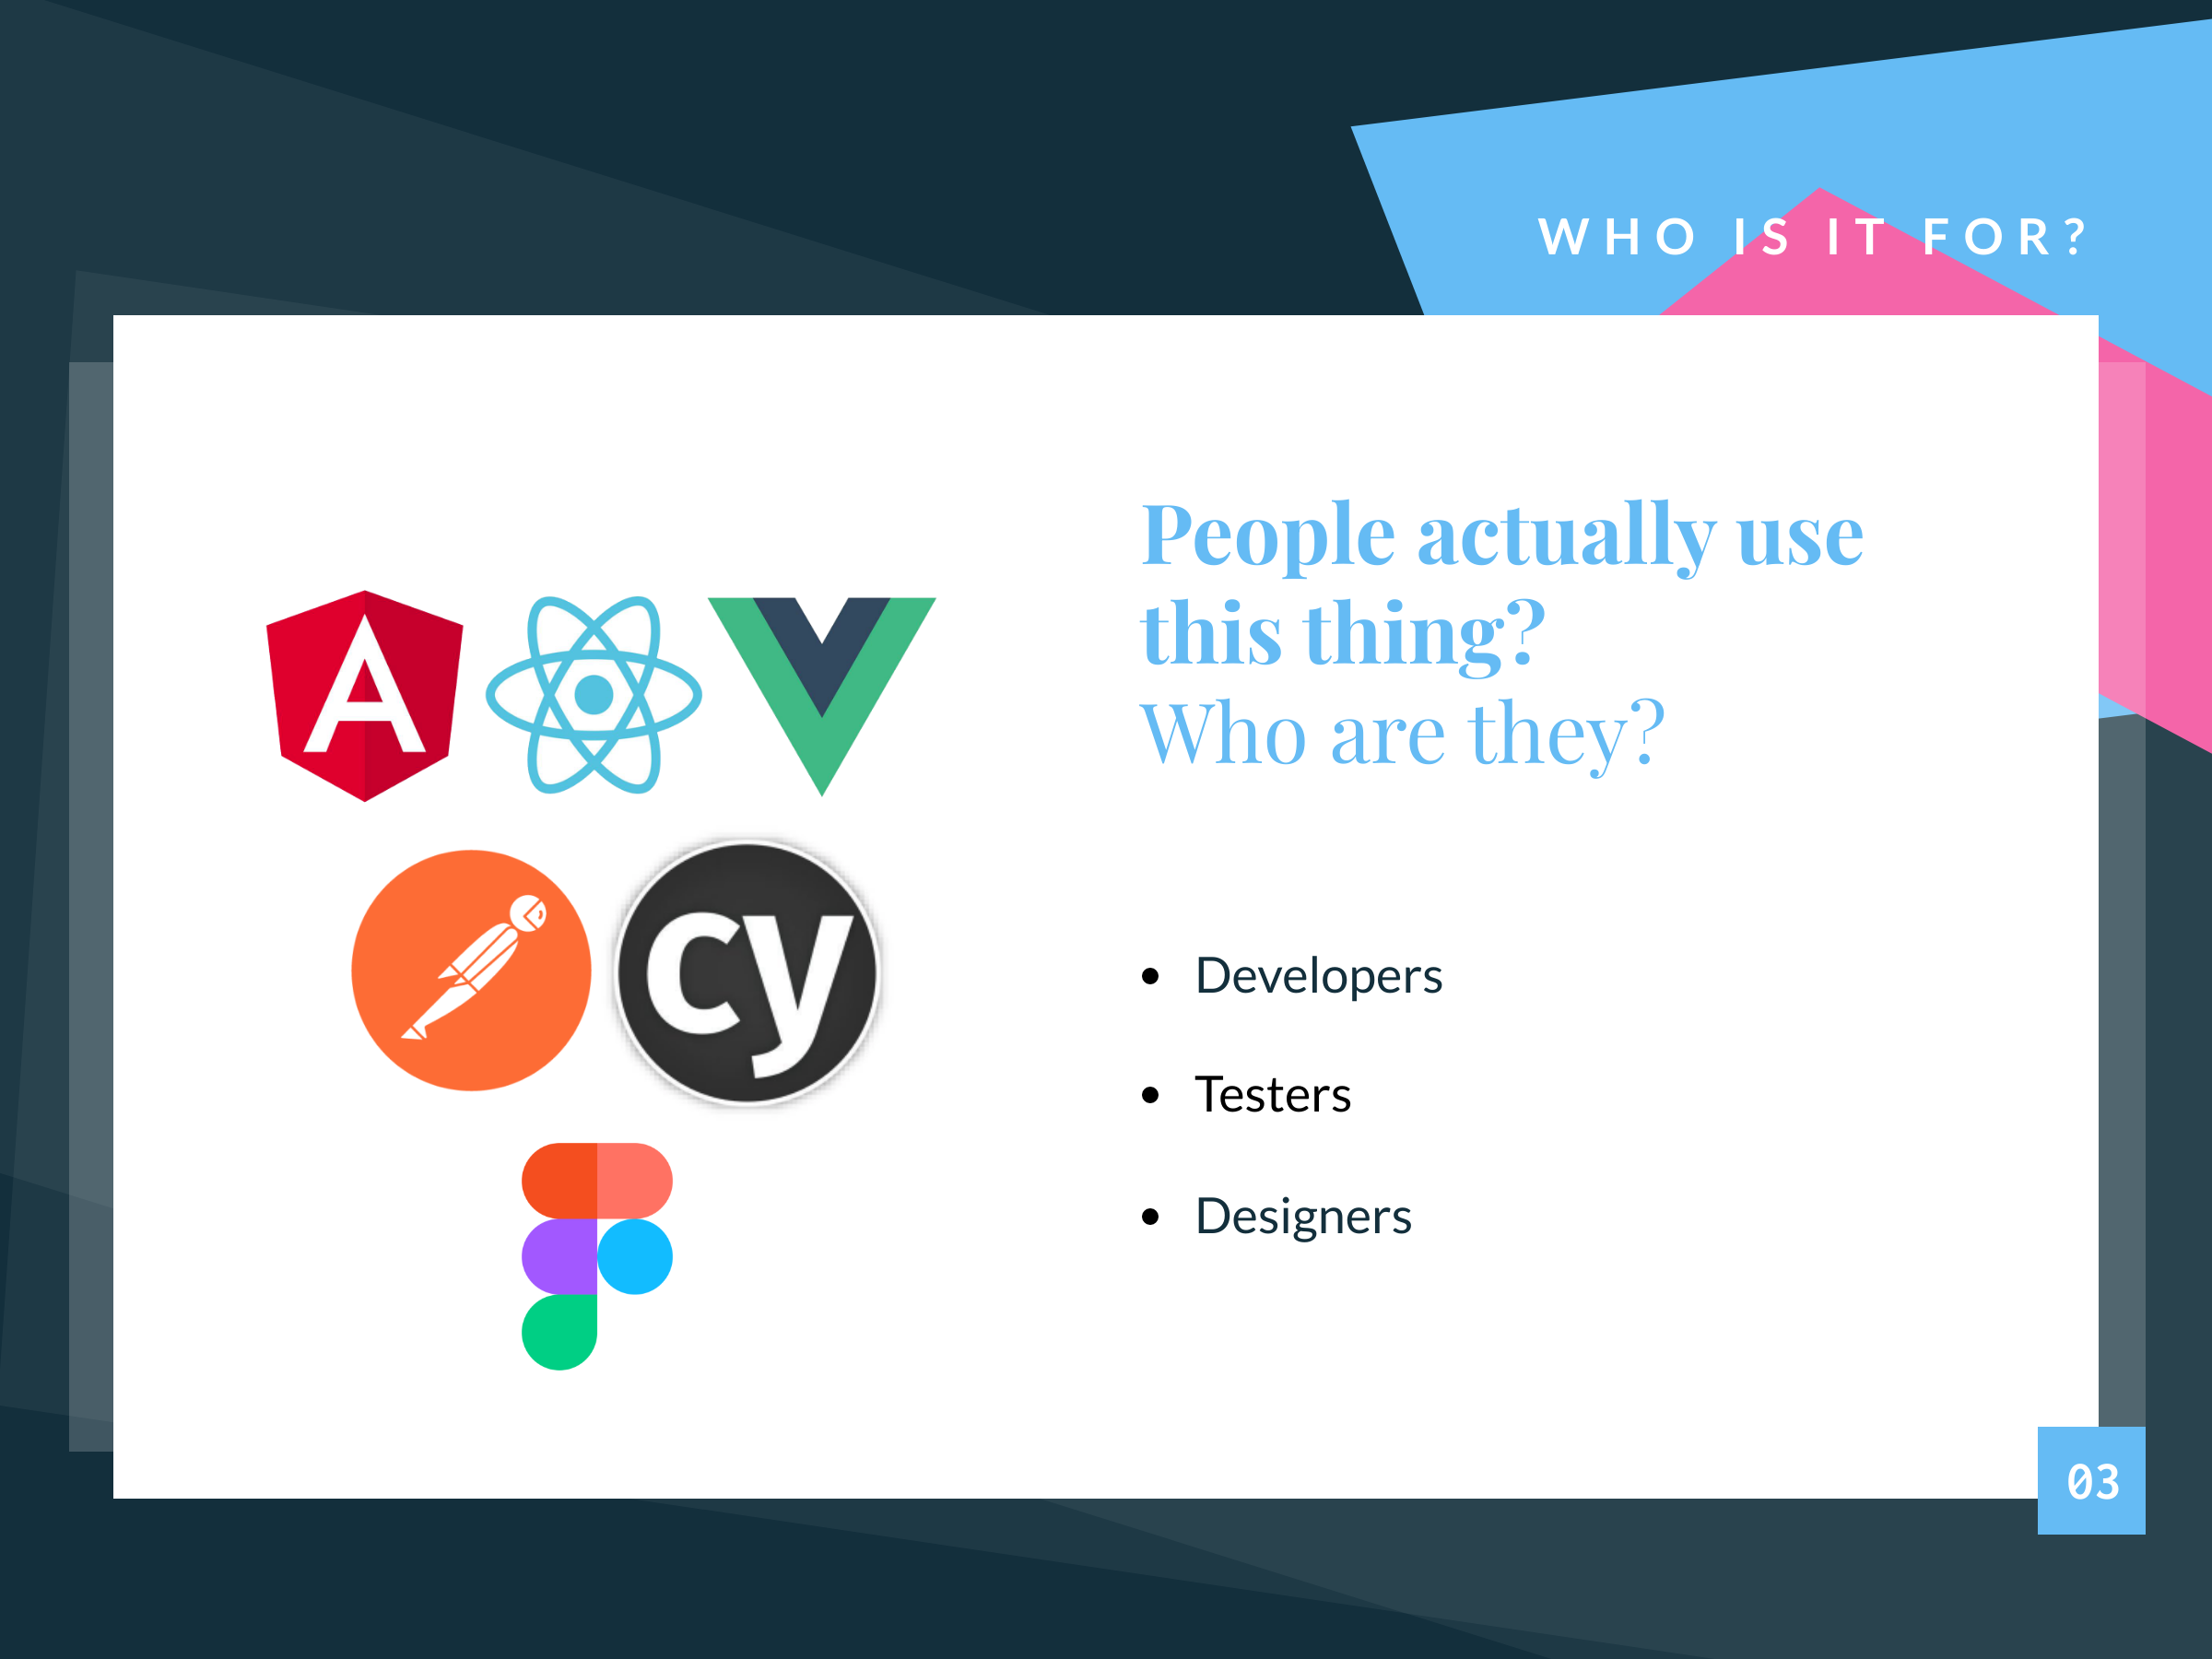 WHO IS IT FOR?
People actually use
this thing?
Who are they?
A
cy
• Developers
• Testers
• Designers
03